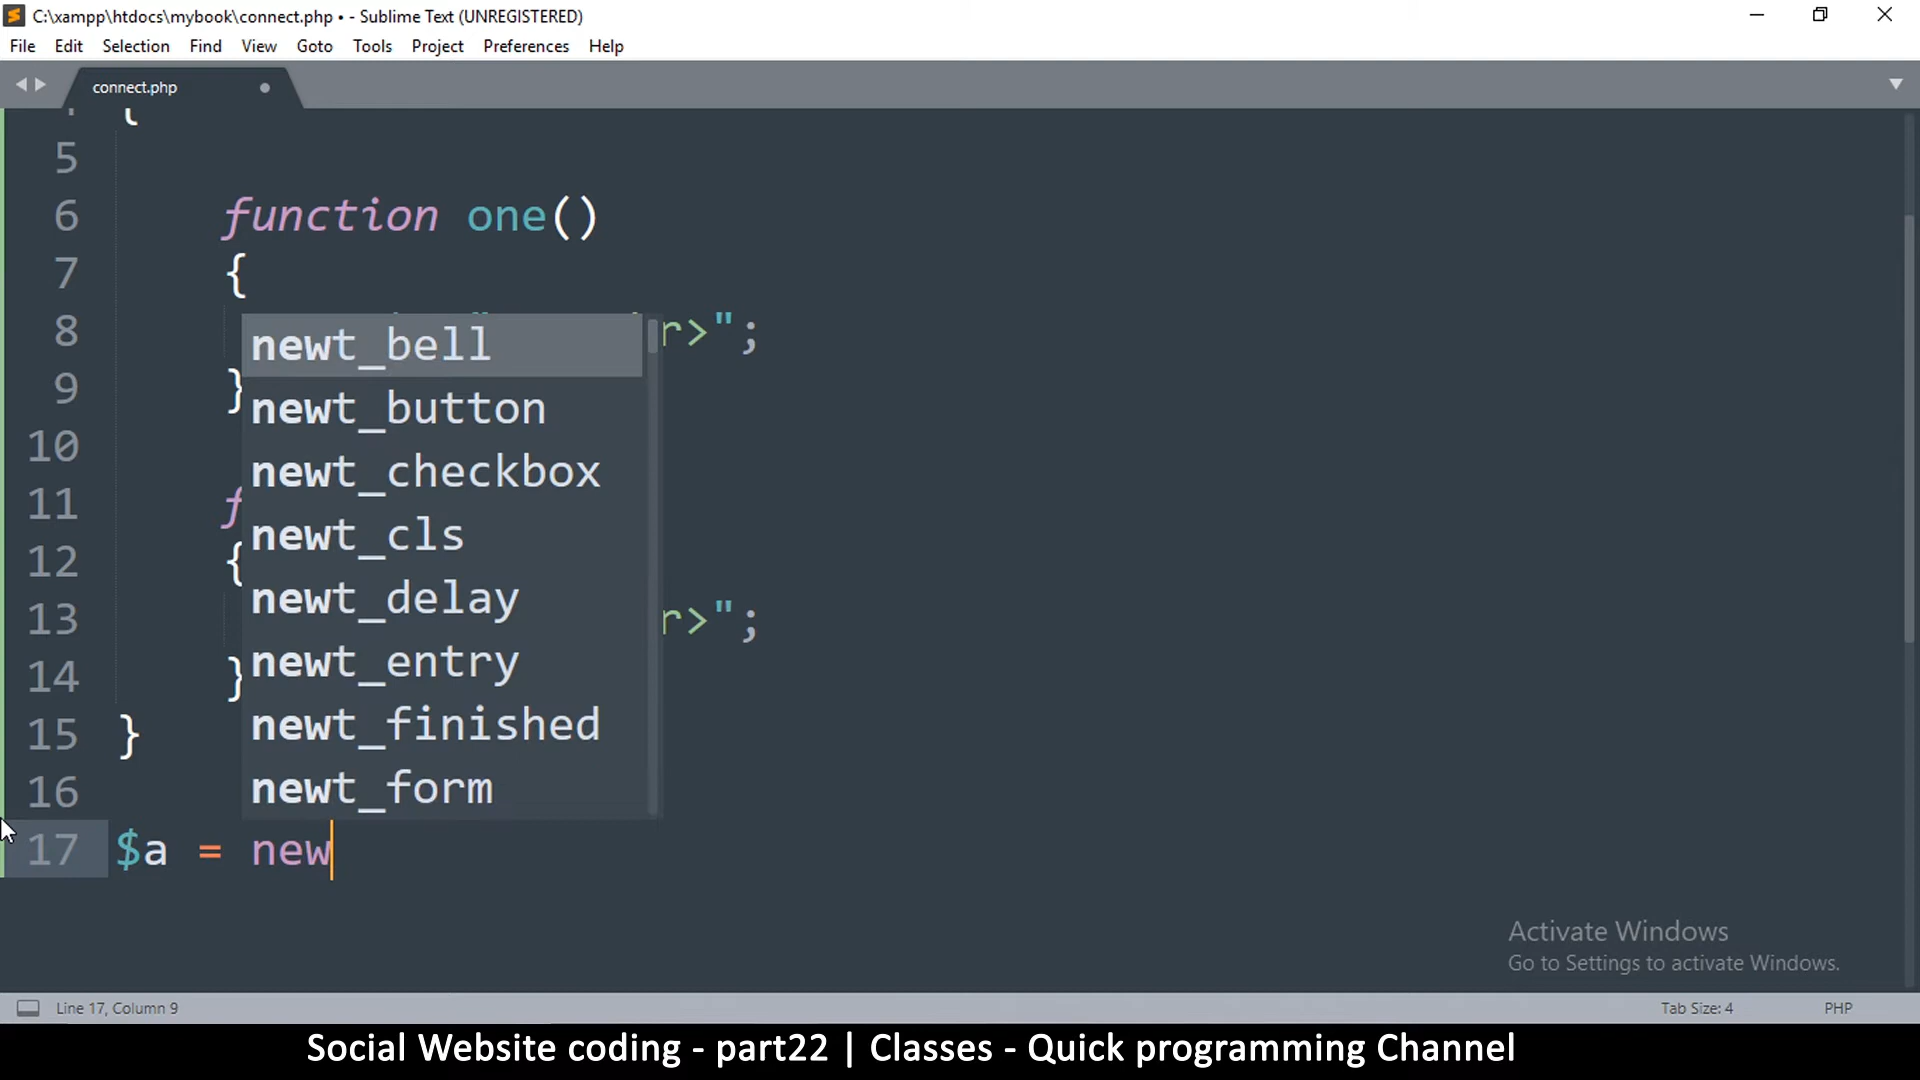 C:\xampp\htdocs\mybook\connect.php • - Sublime Text (UNREGISTERED)
File Edit Selection Find View Goto Tools Project Preferences Help
connect.php
{
5
6 function one()
7 {
8 r>";
9 }
10
11 f
12 {
13 r>";
14 }
15 }
16
17 $a = new
newt_bell
newt_button
newt_checkbox
newt_cls
newt_delay
newt_entry
newt_finished
newt_form
Activate Windows
Go to Settings to activate Windows.
Line 17, Column 9 Tab Size: 4 PHP
Social Website coding - part22 | Classes - Quick programming Channel